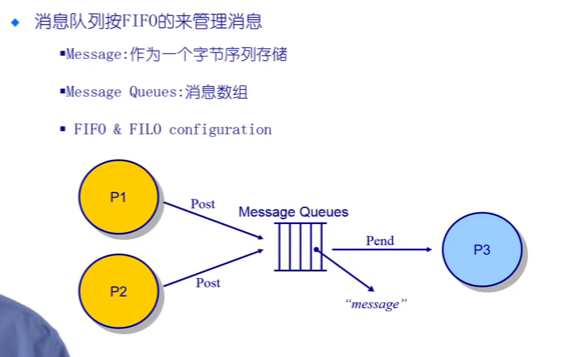 消息队列按FIFO的来管理消息
Message:作为一个字节序列存储
Message Queues:消息数组
FIFO & FILO configuration
P1
Post
Message Queues
Pend
P3
P2
Post
“message”